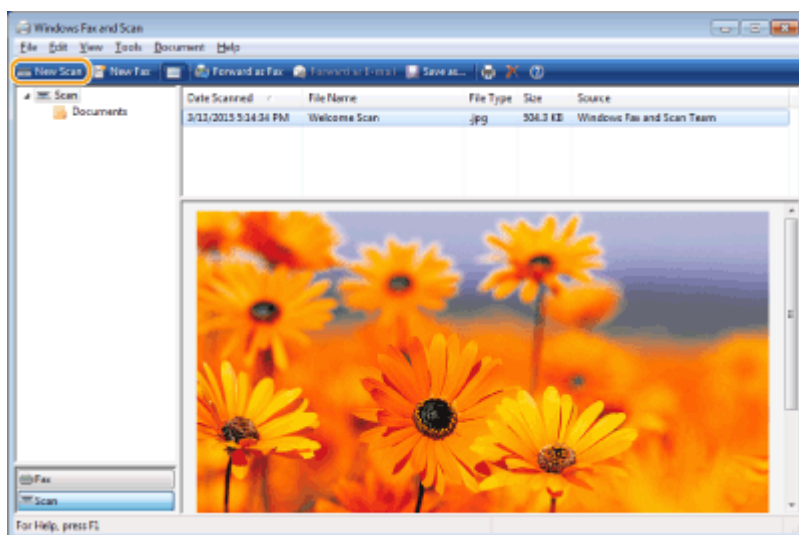 Windows Fax and Scan
File Edit View Tools Document Help
New Scan New Fax Forward as Fax Forward as E-mail Save as...
Scan
Documents
Date Scanned File Name File Type Size Source
3/13/2015 5:14:34 PM Welcome Scan .jpg 504.3 KB Windows Fax and Scan Team
Fax
Scan
For Help, press F1